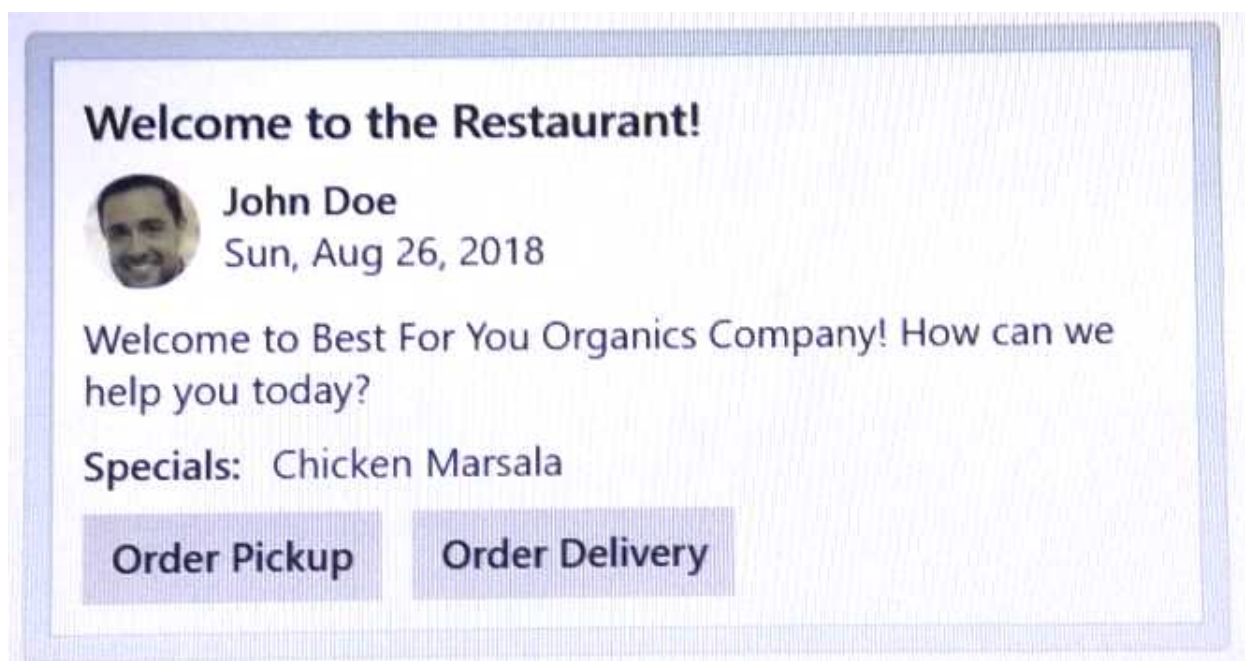 Welcome to the Restaurant!
John Doe
Sun, Aug 26, 2018
Welcome to Best For You Organics Company! How can we
help you today?
Specials: Chicken Marsala
Order Pickup Order Delivery